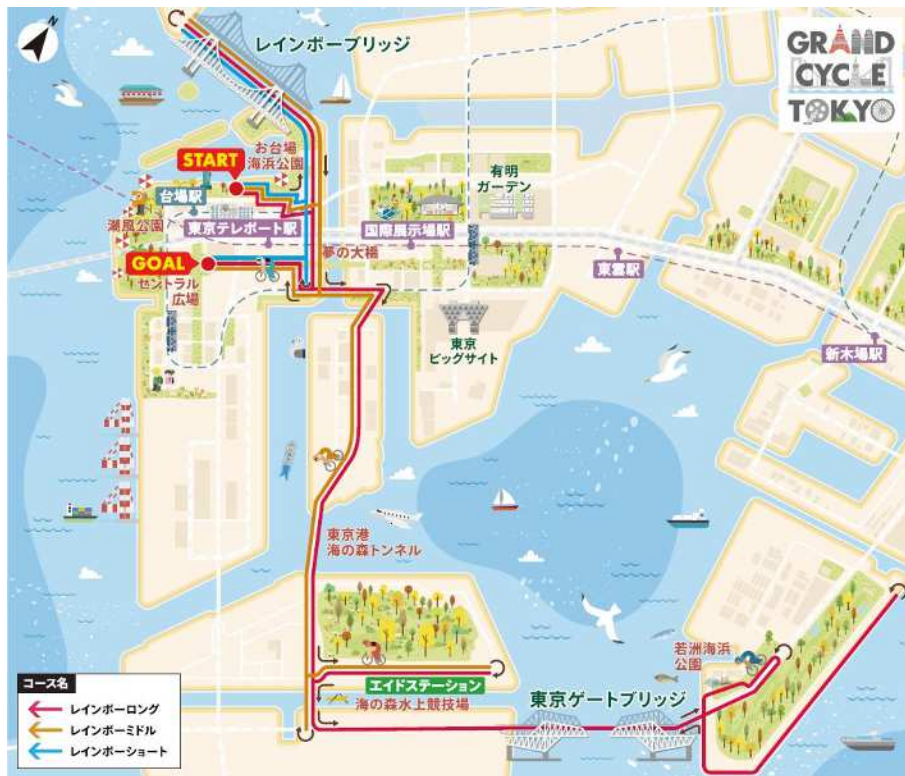 N
レインボーブリッジ
GRAND
CYCLE
TOKYO
お台場
海浜公園
START
有明
ガーデン
台場駅
潮風公園
東京テレポート駅
国際展示場駅
夢の大橋
東雲駅
GOAL
セントラル
広場
東京
ビッグサイト
新木場駅
東京港
海の森トンネル
若洲海浜
公園
エイドステーション
海の森水上競技場
東京ゲートブリッジ
コース名
レインボーロング
レインボーミドル
レインボーショート